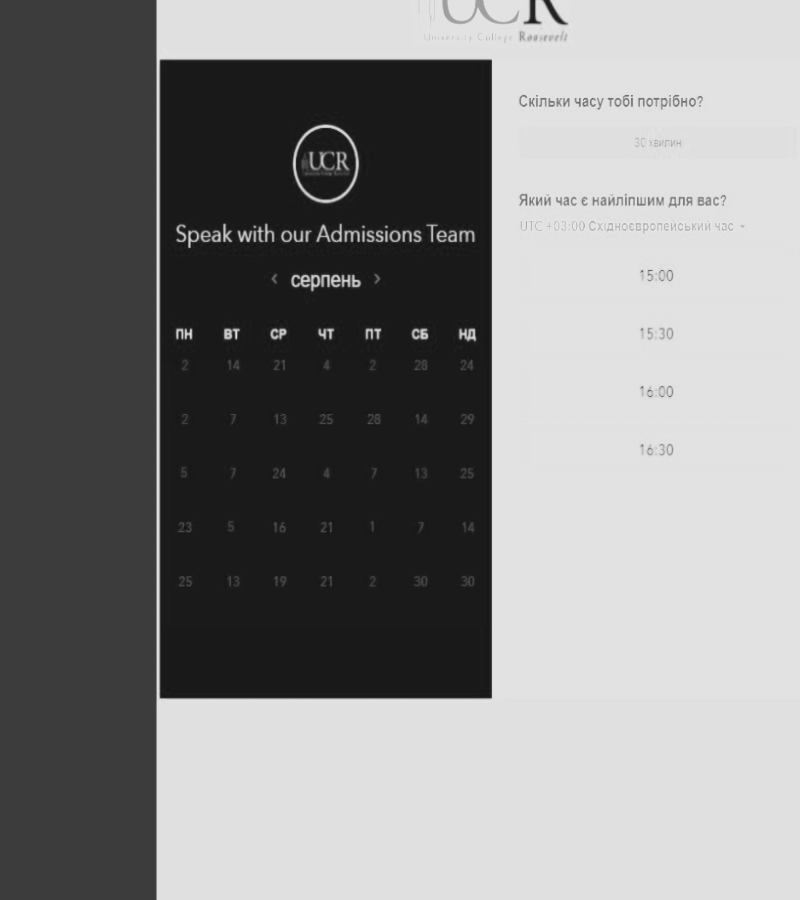 UCR
University College Roosevelt
UCR
Speak with our Admissions Team
‹ серпень ›
ПН ВТ СР ЧТ ПТ СБ НД
2 14 21 4 2 28 24
2 7 13 25 28 14 29
5 7 24 4 7 13 25
23 5 16 21 1 7 14
25 13 19 21 2 30 30
Скільки часу тобі потрібно?
30 хвилин
Який час є найліпшим для вас?
UTC +03:00 Східноєвропейський час
15:00
15:30
16:00
16:30